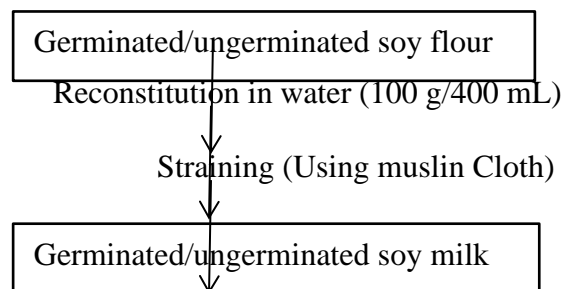 Germinated/ungerminated soy flour
Reconstitution in water (100 g/400 mL)
Straining (Using muslin Cloth)
Germinated/ungerminated soy milk